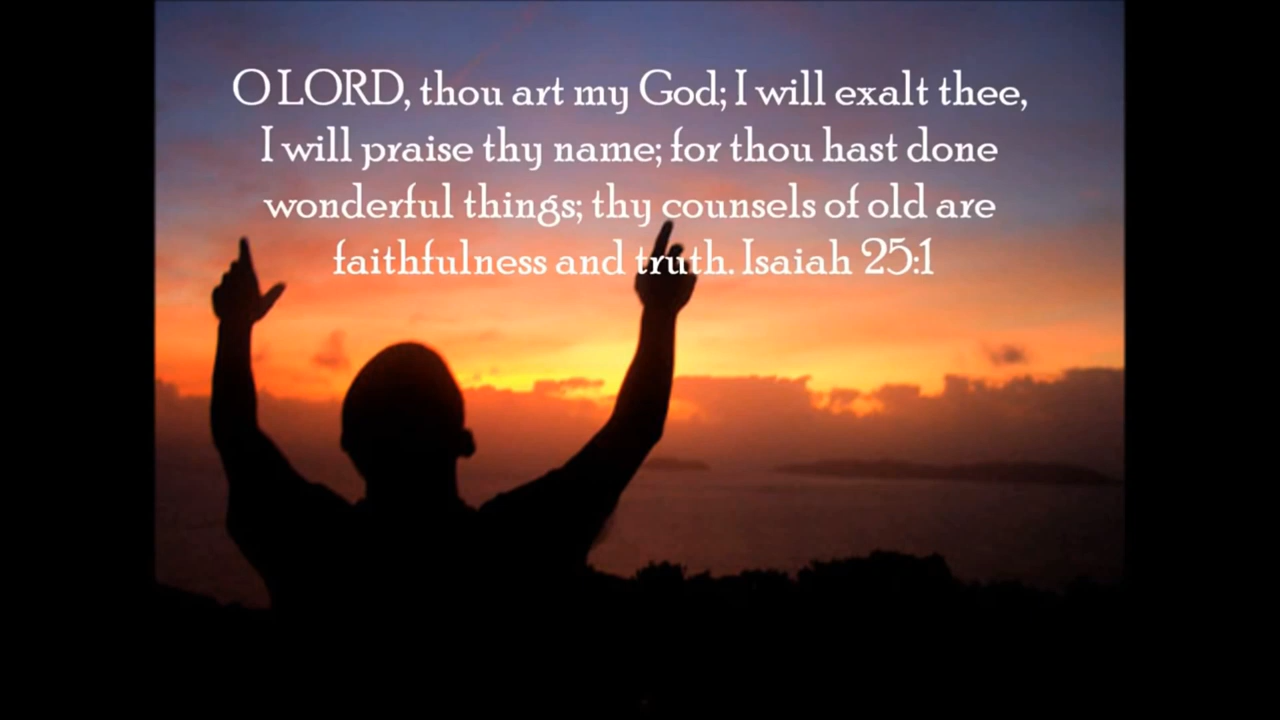 O LORD, thou art my God; I will exalt thee,
I will praise thy name; for thou hast done
wonderful things; thy counsels of old are
faithfulness and truth. Isaiah 25:1